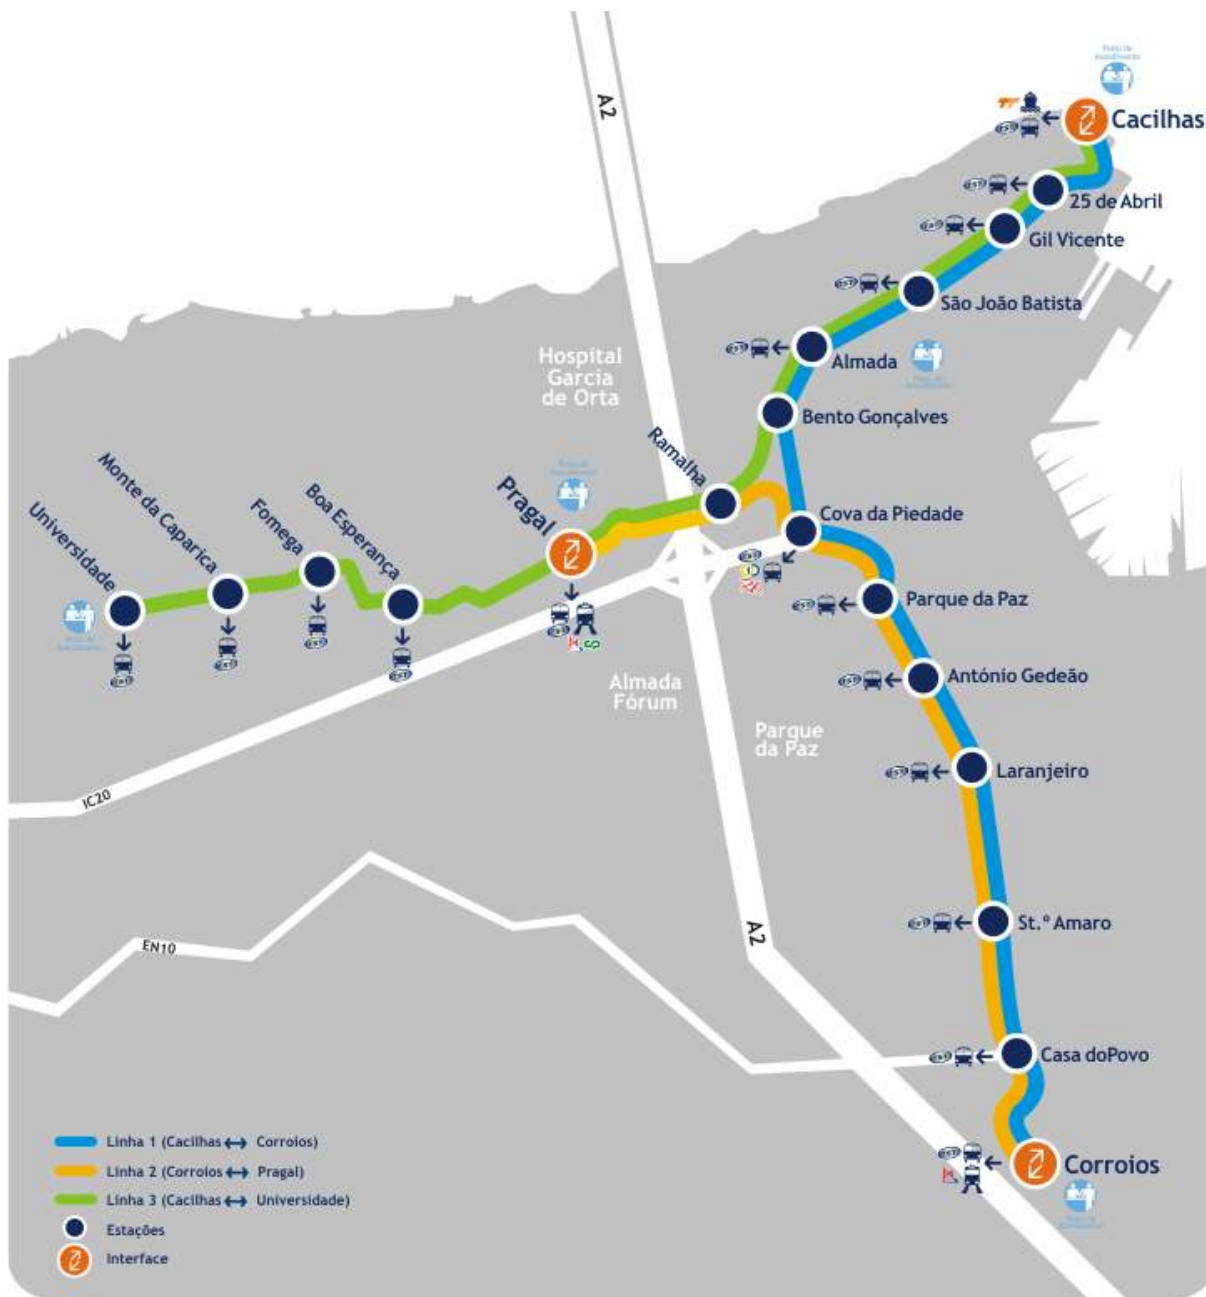 A2
Cacilhas
25 de Abril
Gil Vicente
São João Batista
Almada
Hospital
Garcia
de Orta
Bento Gonçalves
Ramalha
Pragal
Cova da Piedade
Monte da Caparica
Fomega
Boa Esperança
Universidade
Parque da Paz
António Gedeão
Almada
Fórum
Parque
da Paz
Laranjeiro
IC20
St.º Amaro
A2
EN10
Casa doPovo
Corroios
Linha 1 (Cacilhas Corroios)
Linha 2 (Corroios Pragal)
Linha 3 (Cacilhas Universidade)
Estações
Interface